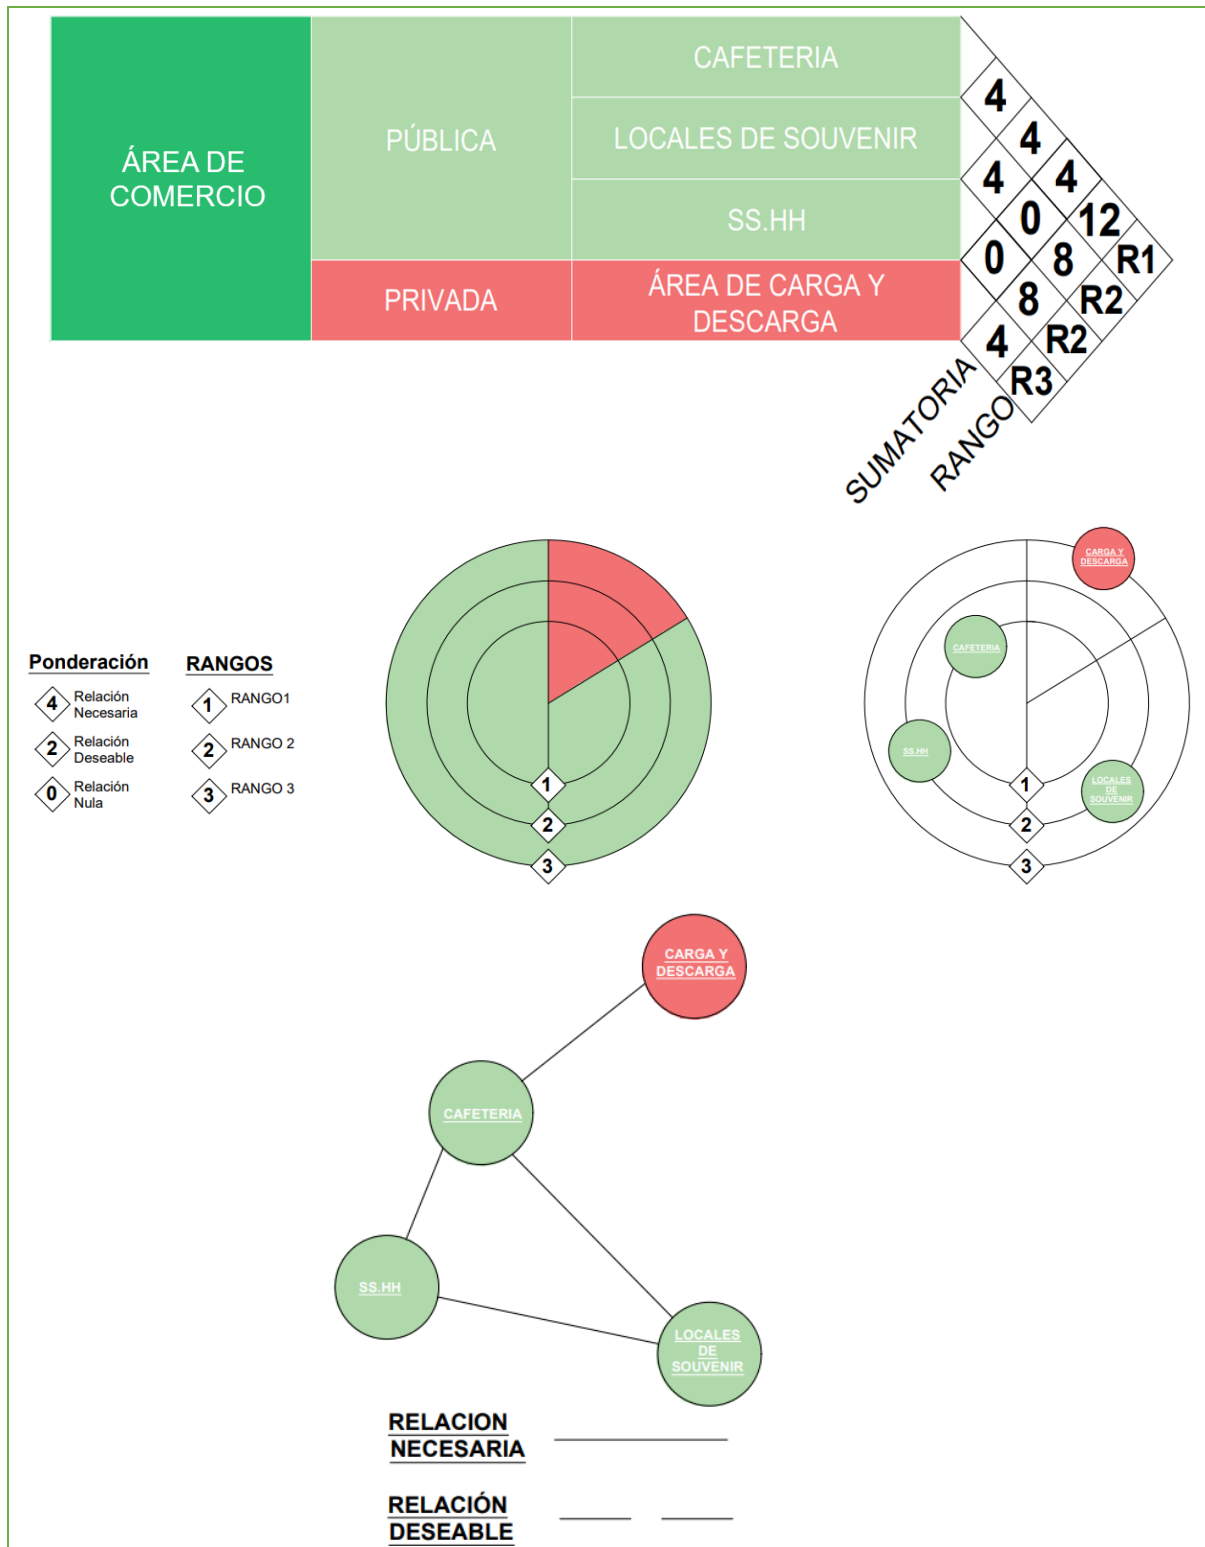 ÁREA DE
COMERCIO
PÚBLICA
PRIVADA
CAFETERIA
LOCALES DE SOUVENIR
SS.HH
ÁREA DE CARGA Y
DESCARGA
4
4
4
4
0
12
0
8
R1
8
R2
4
R2
R3
SUMATORIA
RANGO
Ponderación
4 Relación
Necesaria
2 Relación
Deseable
0 Relación
Nula
RANGOS
1 RANGO1
2 RANGO 2
3 RANGO 3
1
2
3
CARGA Y
DESCARGA
CAFETERIA
SS.HH
LOCALES
DE
SOUVENIR
1
2
3
CARGA Y
DESCARGA
CAFETERIA
SS.HH
LOCALES
DE
SOUVENIR
RELACION
NECESARIA
RELACIÓN
DESEABLE